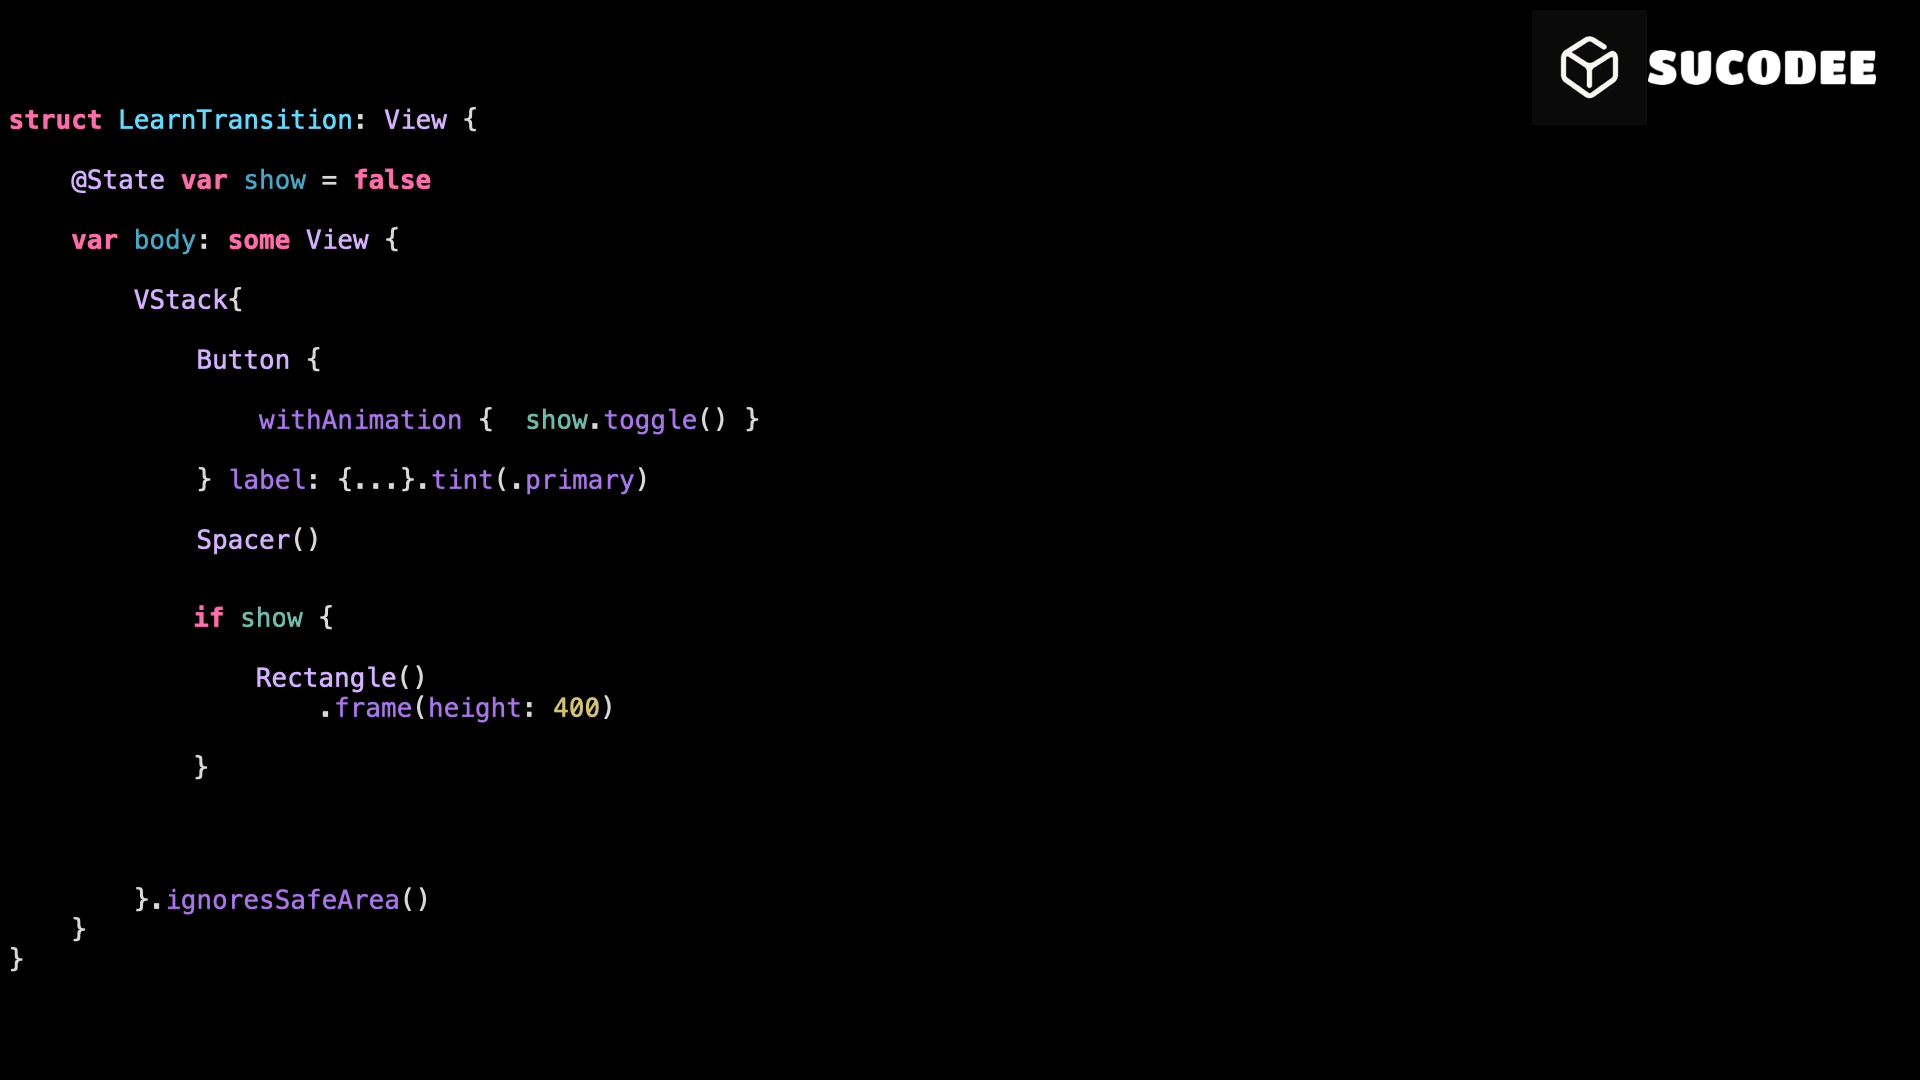 SUCODEE
struct LearnTransition: View {
@State var show = false
var body: some View {
VStack{
Button {
withAnimation {  show.toggle() }
} label: {...}.tint(.primary)
Spacer()
if show {
Rectangle()
.frame(height: 400)
}
}.ignoresSafeArea()
}
}